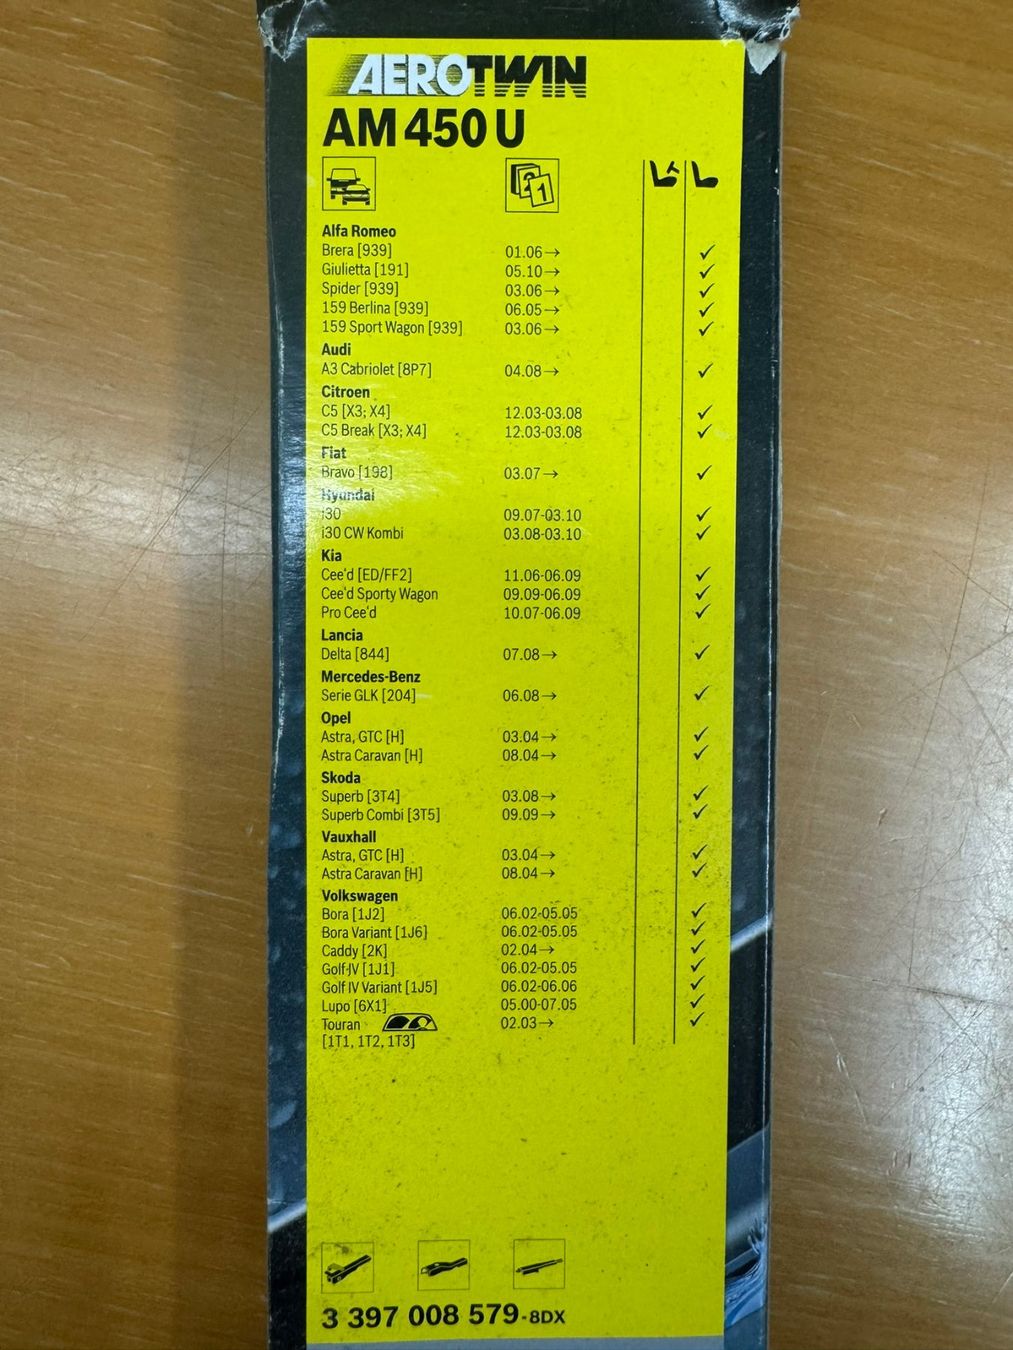 AEROTWIN
AM 450 U
1
Alfa Romeo
Brera [939] 01.06→ ✓
Giulietta [191] 05.10→ ✓
Spider [939] 03.06→ ✓
159 Berlina [939] 06.05→ ✓
159 Sport Wagon [939] 03.06→ ✓
Audi
A3 Cabriolet [8P7] 04.08→ ✓
Citroen
C5 [X3; X4] 12.03-03.08 ✓
C5 Break [X3; X4] 12.03-03.08 ✓
Fiat
Bravo [198] 03.07→ ✓
Hyundai
i30 09.07-03.10 ✓
i30 CW Kombi 03.08-03.10 ✓
Kia
Cee'd [ED/FF2] 11.06-06.09 ✓
Cee'd Sporty Wagon 09.09-06.09 ✓
Pro Cee'd 10.07-06.09 ✓
Lancia
Delta [844] 07.08→ ✓
Mercedes-Benz
Serie GLK [204] 06.08→ ✓
Opel
Astra, GTC [H] 03.04→ ✓
Astra Caravan [H] 08.04→ ✓
Skoda
Superb [3T4] 03.08→ ✓
Superb Combi [3T5] 09.09→ ✓
Vauxhall
Astra, GTC [H] 03.04→ ✓
Astra Caravan [H] 08.04→ ✓
Volkswagen
Bora [1J2] 06.02-05.05 ✓
Bora Variant [1J6] 06.02-05.05 ✓
Caddy [2K] 02.04→ ✓
Golf IV [1J1] 06.02-05.05 ✓
Golf IV Variant [1J5] 06.02-06.06 ✓
Lupo [6X1] 05.00-07.05 ✓
Touran 02.03→ ✓
[1T1, 1T2, 1T3]
3 397 008 579-8DX